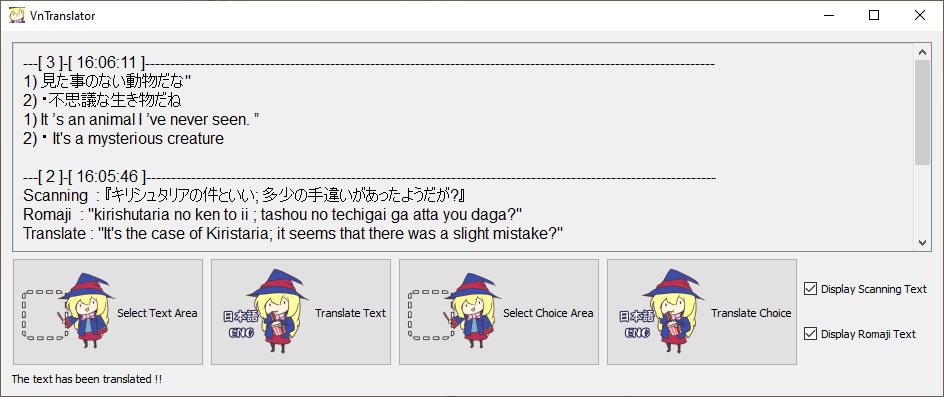 VnTranslator
---[ 3 ]-[ 16:06:11 ]---------------------------------------------------------------------------------------------------------------
1) 見た事のない動物だな"
2) ･不思議な生き物だね
1) It ’s an animal I ’ve never seen. ”
2) ･ It's a mysterious creature
---[ 2 ]-[ 16:05:46 ]---------------------------------------------------------------------------------------------------------------
Scanning : 『キリシュタリアの件といい; 多少の手違いがあったようだが?』
Romaji : "kirishutaria no ken to ii ; tashou no techigai ga atta you daga?"
Translate : "It's the case of Kiristaria; it seems that there was a slight mistake?"
Select Text Area
日本語
ENG
Translate Text
Select Choice Area
日本語
ENG
Translate Choice
Display Scanning Text
Display Romaji Text
The text has been translated !!